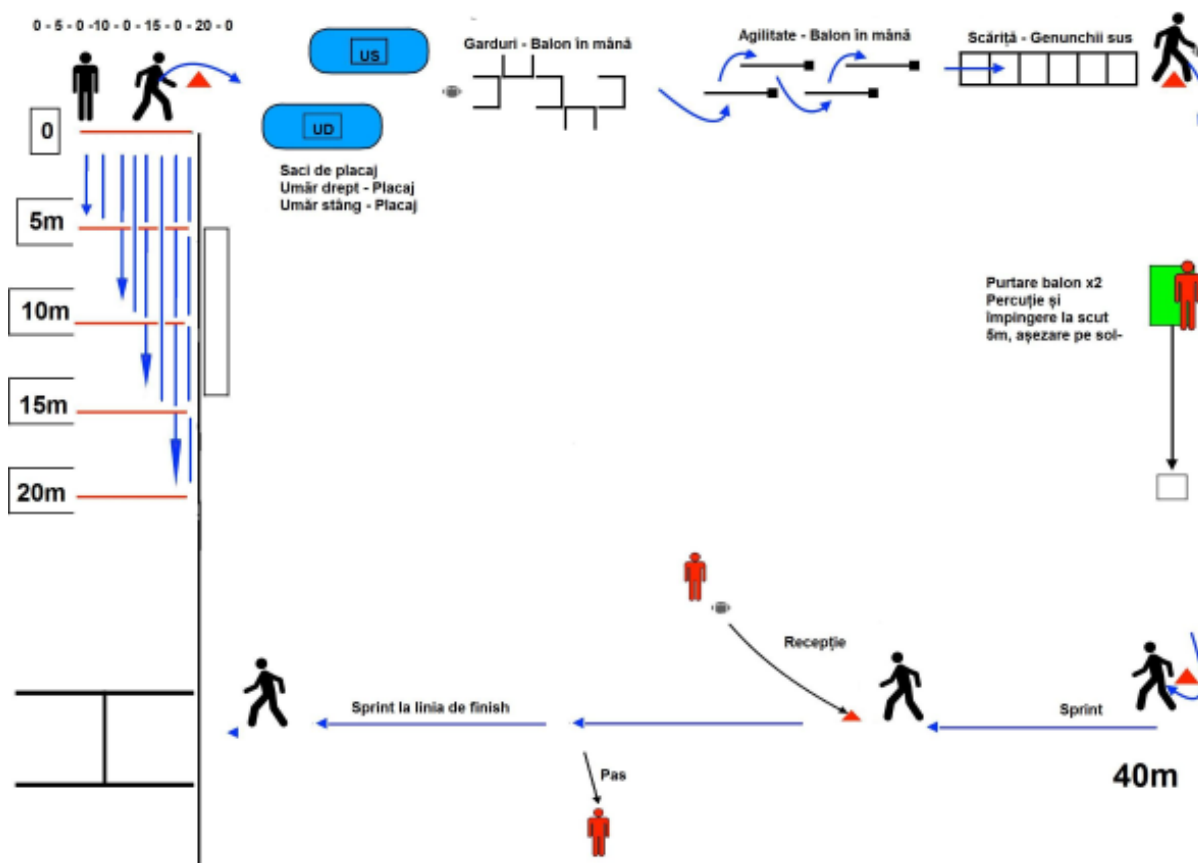 0 - 5 - 0 -10 - 0 - 15 - 0 - 20 - 0
US
Garduri - Balon în mână
Agilitate - Balon în mână
Scăriță - Genunchii sus
UD
0
Saci de placaj
Umăr drept - Placaj
Umăr stâng - Placaj
5m
10m
15m
20m
Purtare balon x2
Percuție și
împingere la scut
5m, așezare pe sol-
Recepție
Sprint la linia de finish
Sprint
Pas
40m